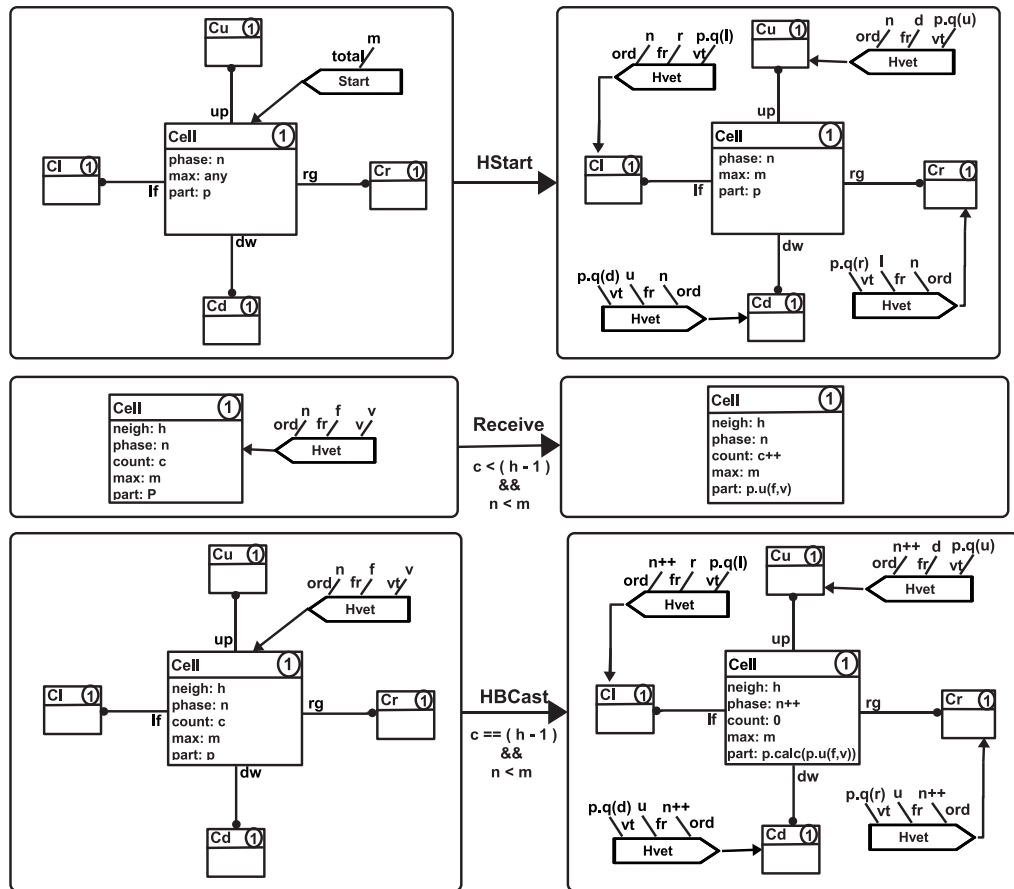 Cu 1
m
total
Start
up
Cell 1
phase: n
max: any
part: p
Cl 1
lf
rg
Cr 1
dw
Cd 1
HStart
n r p.q(l)
ord fr vt
Hvet
Cu 1
n d p.q(u)
ord fr vt
Hvet
up
Cell 1
phase: n
max: m
part: p
Cl 1
lf
rg
Cr 1
dw
p.q(d) u n
vt fr ord
Hvet
Cd 1
p.q(r) l n
vt fr ord
Hvet
Cell 1
neigh: h
phase: n
count: c
max: m
part: P
n f v
ord fr v
Hvet
Receive
c < ( h - 1 )
&&
n < m
Cell 1
neigh: h
phase: n
count: c++
max: m
part: p.u(f,v)
Cu 1
n f v
ord fr vt
Hvet
up
Cell 1
neigh: h
phase: n
count: c
max: m
part: p
Cl 1
lf
rg
Cr 1
dw
Cd 1
HBCast
c == ( h - 1 )
&&
n < m
n++ r p.q(l)
ord fr vt
Hvet
Cu 1
n++ d p.q(u)
ord fr vt
Hvet
up
Cell 1
neigh: h
phase: n++
count: 0
max: m
part: p.calc(p.u(f,v))
Cl 1
lf
rg
Cr 1
dw
p.q(d) u n++
vt fr ord
Hvet
Cd 1
p.q(r) u n++
vt fr ord
Hvet